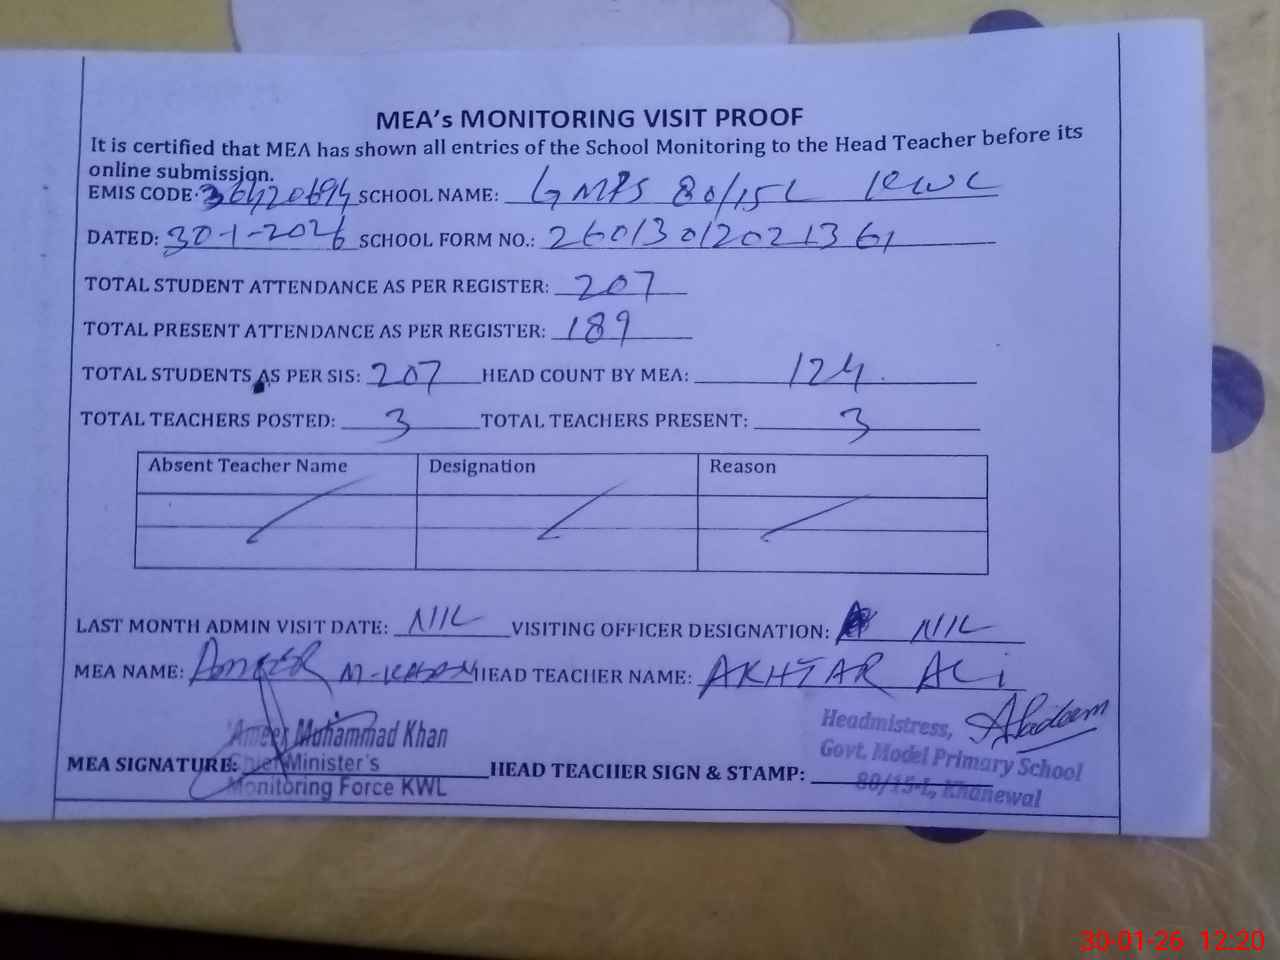 MEA's MONITORING VISIT PROOF
It is certified that MEA has shown all entries of the School Monitoring to the Head Teacher before its
online submission.
EMIS CODE: 36420694 SCHOOL NAME: GMPS 80/15L KWL
DATED: 30-1-2026 SCHOOL FORM NO.: 26013012021361
TOTAL STUDENT ATTENDANCE AS PER REGISTER: 207
TOTAL PRESENT ATTENDANCE AS PER REGISTER: 189
TOTAL STUDENTS AS PER SIS: 207 HEAD COUNT BY MEA: 124
TOTAL TEACHERS POSTED: 3 TOTAL TEACHERS PRESENT: 3
Absent Teacher Name Designation Reason
LAST MONTH ADMIN VISIT DATE: NIL VISITING OFFICER DESIGNATION: NIL
MEA NAME: AMEER M-KHAN HEAD TEACHER NAME: AKHTAR ALi
Ameer Muhammad Khan
Chief Minister's
Monitoring Force KWL
MEA SIGNATURE: HEAD TEACHER SIGN & STAMP:
Headmistress,
Govt. Model Primary School
80/15-L, Khanewal
30-01-26 12:20